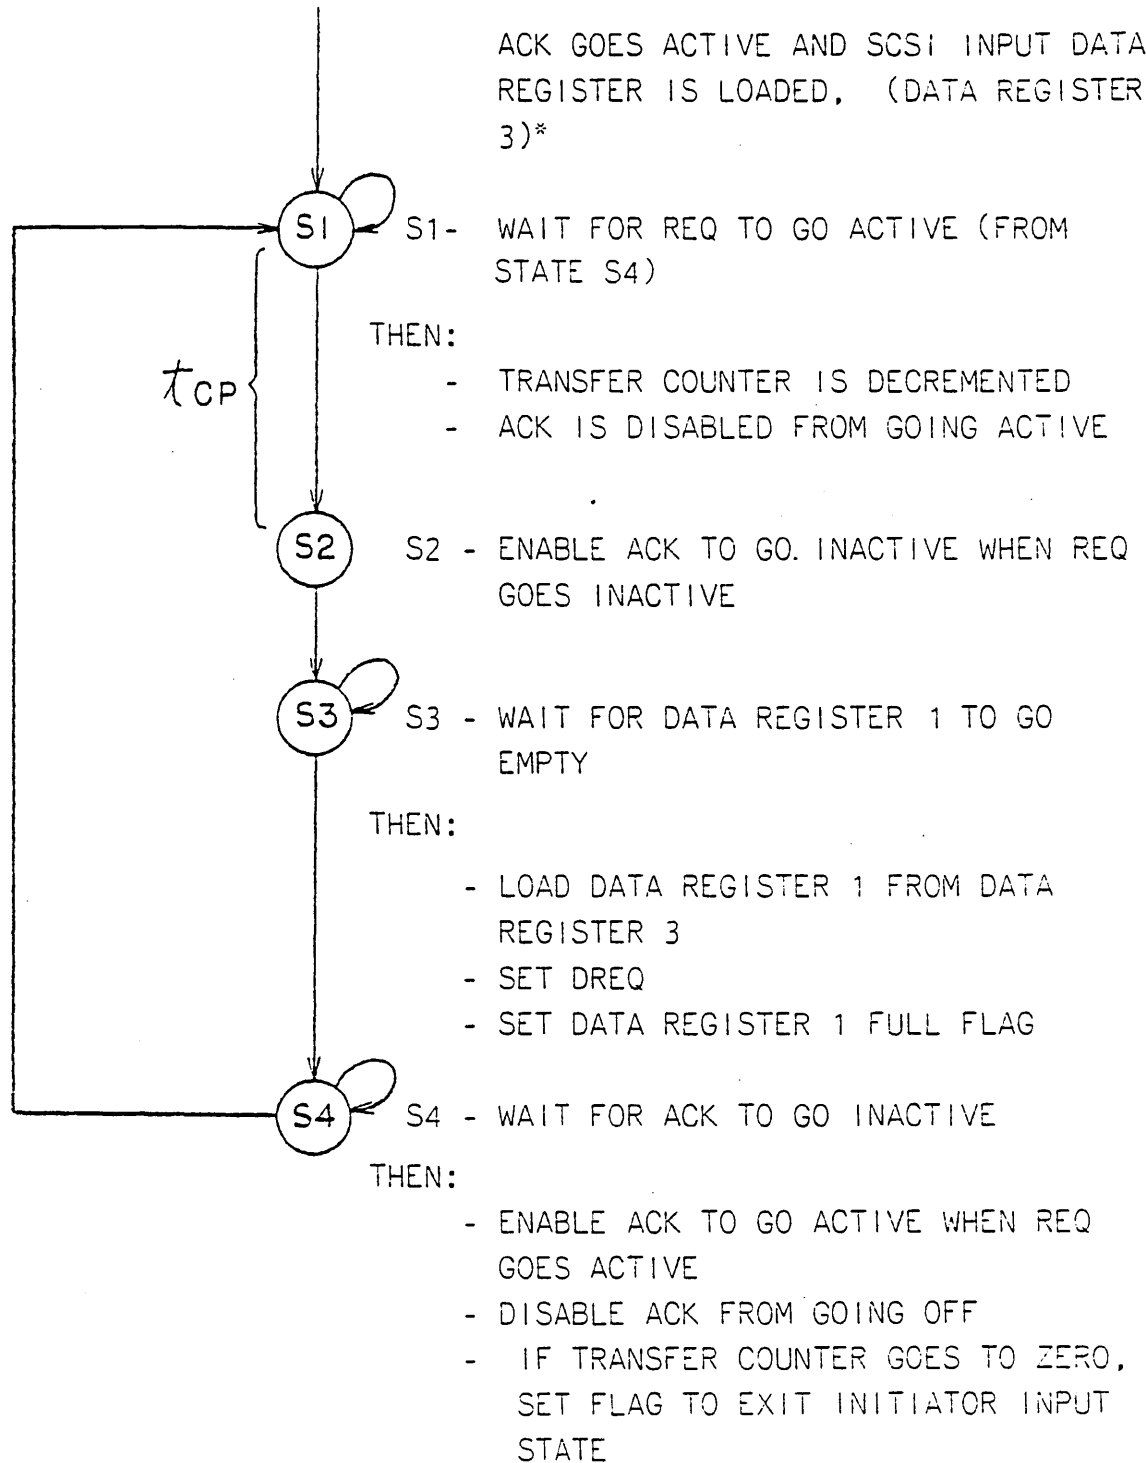 ACK GOES ACTIVE AND SCSI INPUT DATA
REGISTER IS LOADED. (DATA REGISTER
3)*
S1
S1- WAIT FOR REQ TO GO ACTIVE (FROM
STATE S4)
THEN:
- TRANSFER COUNTER IS DECREMENTED
- ACK IS DISABLED FROM GOING ACTIVE
tCP
S2
S2 - ENABLE ACK TO GO. INACTIVE WHEN REQ
GOES INACTIVE
S3
S3 - WAIT FOR DATA REGISTER 1 TO GO
EMPTY
THEN:
- LOAD DATA REGISTER 1 FROM DATA
REGISTER 3
- SET DREQ
- SET DATA REGISTER 1 FULL FLAG
S4
S4 - WAIT FOR ACK TO GO INACTIVE
THEN:
- ENABLE ACK TO GO ACTIVE WHEN REQ
GOES ACTIVE
- DISABLE ACK FROM GOING OFF
- IF TRANSFER COUNTER GOES TO ZERO,
SET FLAG TO EXIT INITIATOR INPUT
STATE